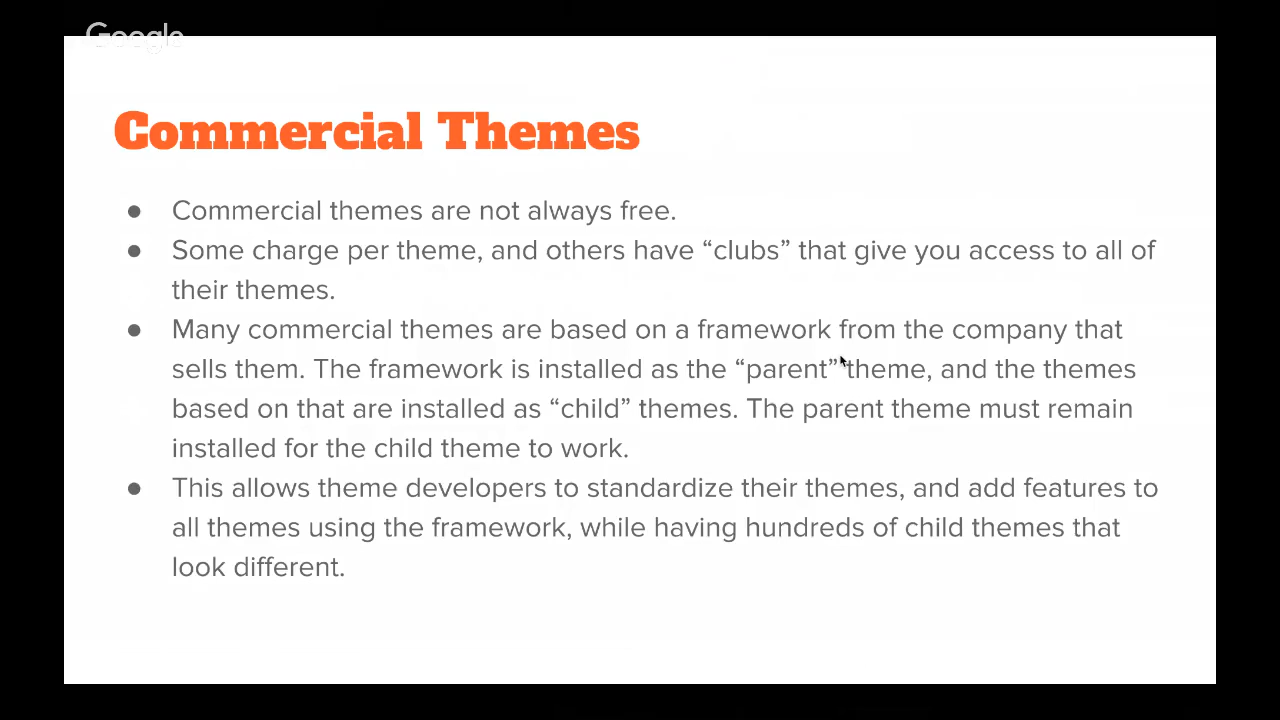 Google
Commercial Themes
● Commercial themes are not always free.
● Some charge per theme, and others have “clubs” that give you access to all of
their themes.
● Many commercial themes are based on a framework from the company that
sells them. The framework is installed as the “parent” theme, and the themes
based on that are installed as “child” themes. The parent theme must remain
installed for the child theme to work.
● This allows theme developers to standardize their themes, and add features to
all themes using the framework, while having hundreds of child themes that
look different.